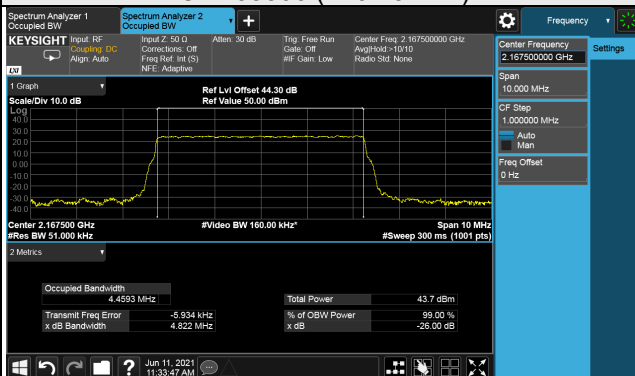 Spectrum Analyzer 1
Occupied BW
Spectrum Analyzer 2
Occupied BW
Frequency
KEYSIGHT
Input: RF
Coupling: DC
Align: Auto
Input Z: 50 Ω
Corrections: Off
Freq Ref: Int (S)
NFE: Adaptive
Atten: 30 dB
Trig: Free Run
Gate: Off
#IF Gain: Low
Center Freq: 2.167500000 GHz
Avg|Hold:>10/10
Radio Std: None
LXI
Center Frequency
2.167500000 GHz
Settings
Span
10.000 MHz
CF Step
1.000000 MHz
Auto
Man
Freq Offset
0 Hz
1 Graph
Scale/Div 10.0 dB
Ref Lvl Offset 44.30 dB
Ref Value 50.00 dBm
Log
40.0
30.0
20.0
10.0
0.00
-10.0
-20.0
-30.0
-40.0
Center 2.167500 GHz
#Res BW 51.000 kHz
#Video BW 160.00 kHz*
Span 10 MHz
#Sweep 300 ms (1001 pts)
2 Metrics
Occupied Bandwidth
4.4593 MHz
Total Power 43.7 dBm
Transmit Freq Error -5.934 kHz
% of OBW Power 99.00 %
x dB Bandwidth 4.822 MHz
x dB -26.00 dB
?
Jun 11, 2021
11:33:47 AM